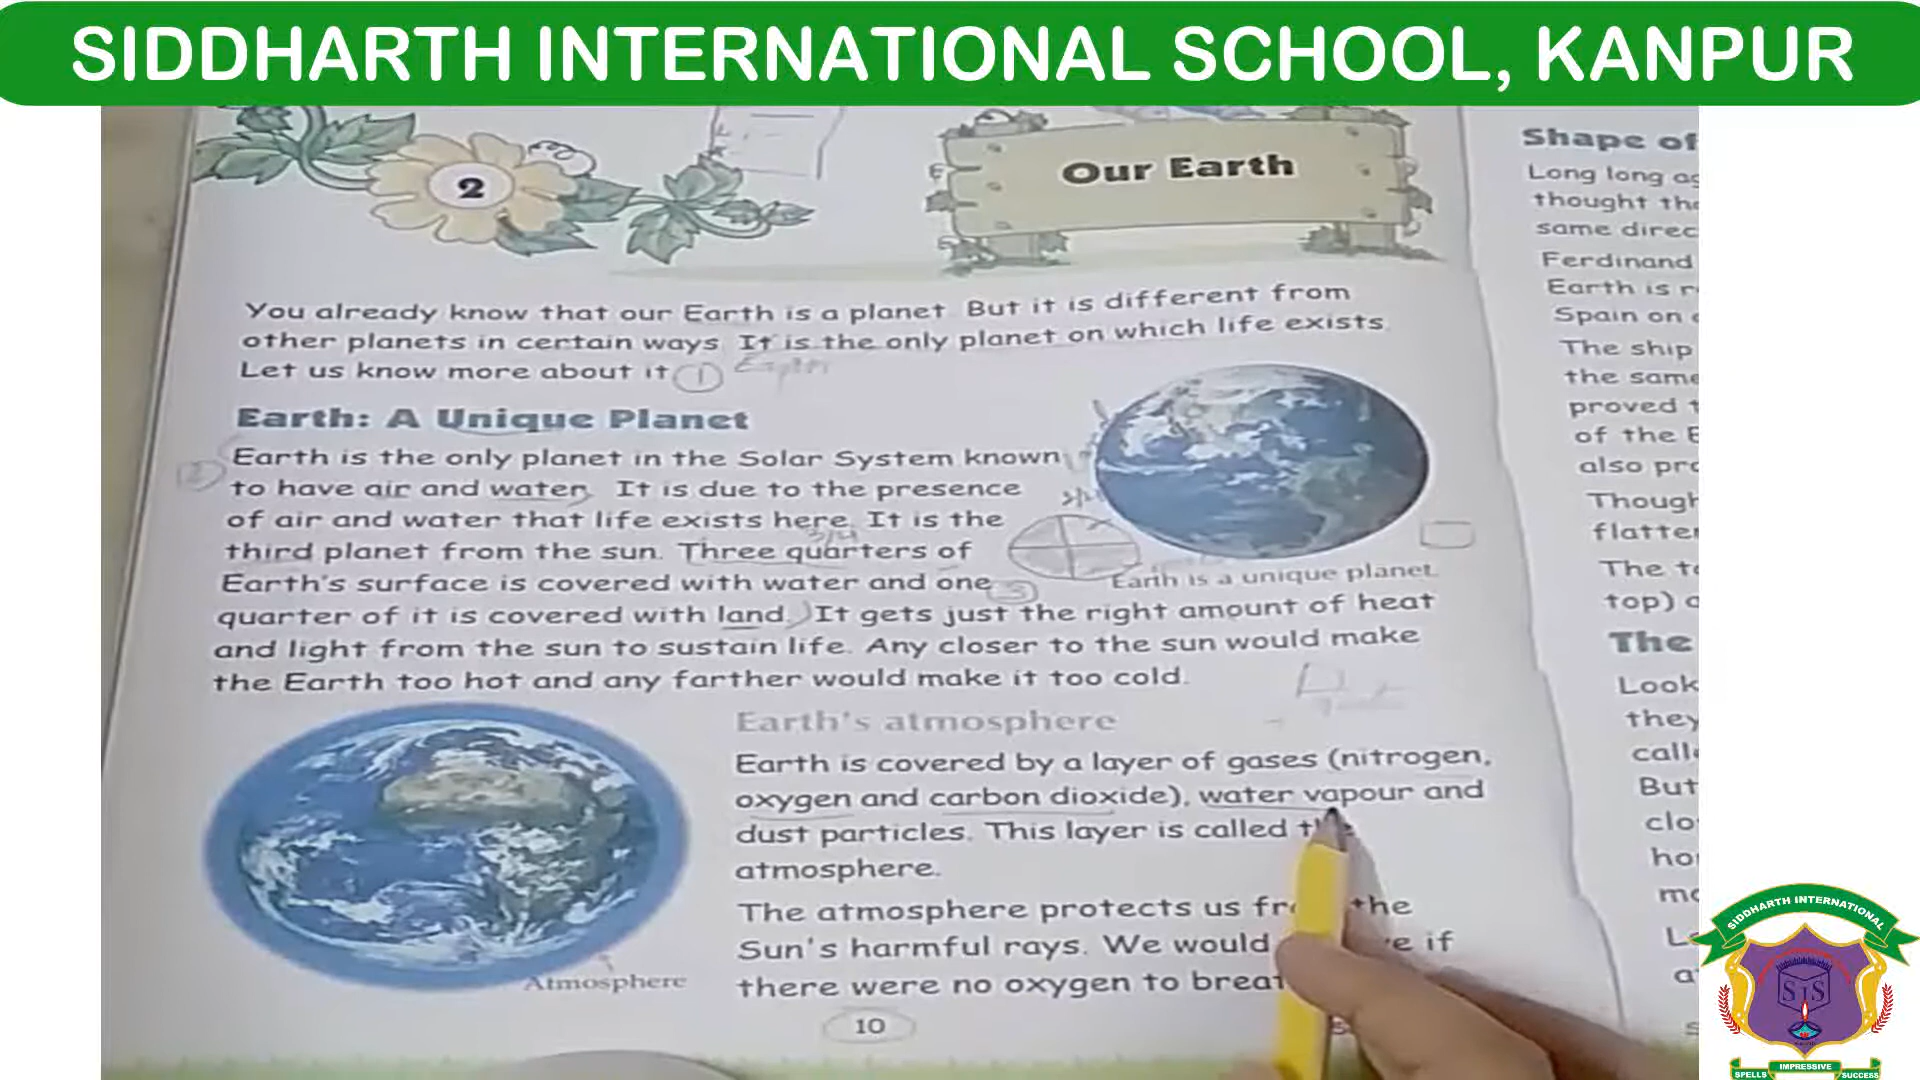 SIDDHARTH INTERNATIONAL SCHOOL, KANPUR
2
Our Earth
You already know that our Earth is a planet. But it is different from
other planets in certain ways. It is the only planet on which life exists.
Let us know more about it.
1
Earth
Earth: A Unique Planet
Earth is the only planet in the Solar System known
to have air and water. It is due to the presence
of air and water that life exists here. It is the
third planet from the sun. Three quarters of
3/4
Earth's surface is covered with water and one
quarter of it is covered with land. It gets just the right amount of heat
and light from the sun to sustain life. Any closer to the sun would make
the Earth too hot and any farther would make it too cold.
Earth is a unique planet.
Earth's atmosphere
Earth is covered by a layer of gases (nitrogen,
oxygen and carbon dioxide), water vapour and
dust particles. This layer is called the
atmosphere.
The atmosphere protects us from the
Sun's harmful rays. We would if
there were no oxygen to
Atmosphere
10
Shape of
Long long
thought
same
Ferdinand
Earth is
Spain on
The ship
the same
proved
of the
also
The
top)
The
Look
they
But
SIDDHARTH INTERNATIONAL
SIS
SPELLS IMPRESSIVE SUCCESS